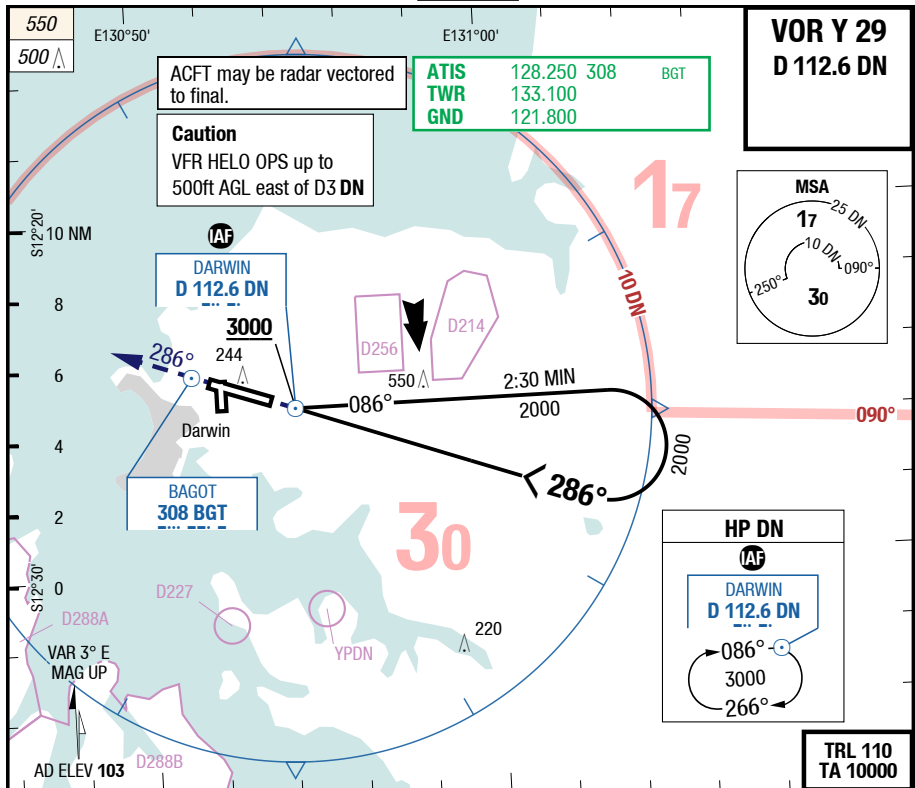 550
500
E130°50'
E131°00'
VOR Y 29
D 112.6 DN
ACFT may be radar vectored
to final.
ATIS 128.250 308 BGT
TWR 133.100
GND 121.800
Caution
VFR HELO OPS up to
500ft AGL east of D3 DN
17
MSA
25 DN
17
10 DN
090°
250°
30
S12°20'
10 NM
IAF
DARWIN
D 112.6 DN
8
10 DN
3000
D256
D214
286°
244
6
550
2:30 MIN
086°
2000
090°
Darwin
4
2000
286°
BAGOT
308 BGT
2
30
HP DN
IAF
DARWIN
D 112.6 DN
0
S12°30'
D227
D288A
YPDN
220
086°
3000
266°
VAR 3° E
MAG UP
D288B
AD ELEV 103
TRL 110
TA 10000